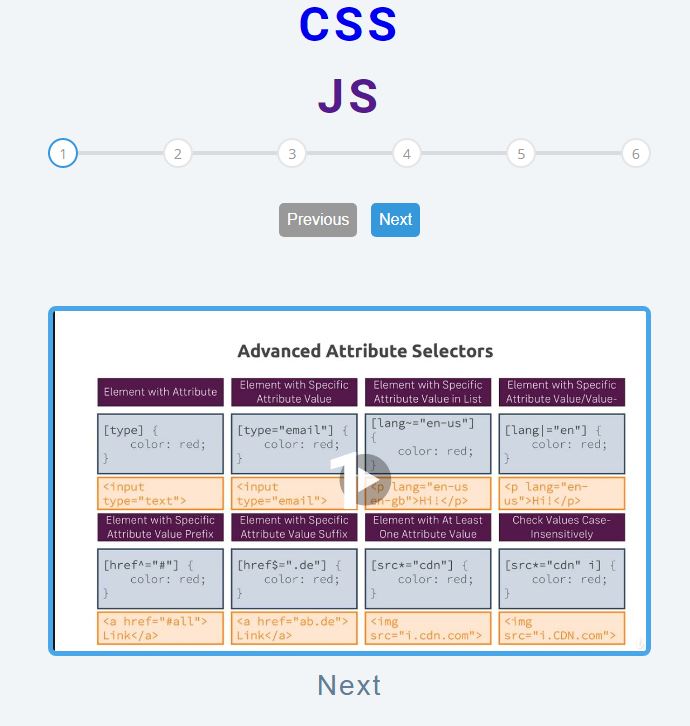 CSS
JS
1 2 3 4 5 6
Previous Next
Advanced Attribute Selectors
Element with Attribute
Element with Specific
Attribute Value
Element with Specific
Attribute Value in List
Element with Specific
Attribute Value/Value-
[type] {
color: red;
}
[type="email"] {
color: red;
}
[lang~="en-us"]
{
color: red;
}
[lang|="en"] {
color: red;
}
<input
type="text">
<input
type="email">
1
<p lang="en-us
en-gb">Hi!</p>
<p lang="en-
us">Hi!</p>
Element with Specific
Attribute Value Prefix
Element with Specific
Attribute Value Suffix
Element with At Least
One Attribute Value
Check Values Case-
Insensitively
[href^="#"] {
color: red;
}
[href$=".de"] {
color: red;
}
[src*="cdn"] {
color: red;
}
[src*="cdn" i] {
color: red;
}
<a href="#all">
Link</a>
<a href="ab.de">
Link</a>
<img
src="i.cdn.com">
<img
src="i.CDN.com">
Next